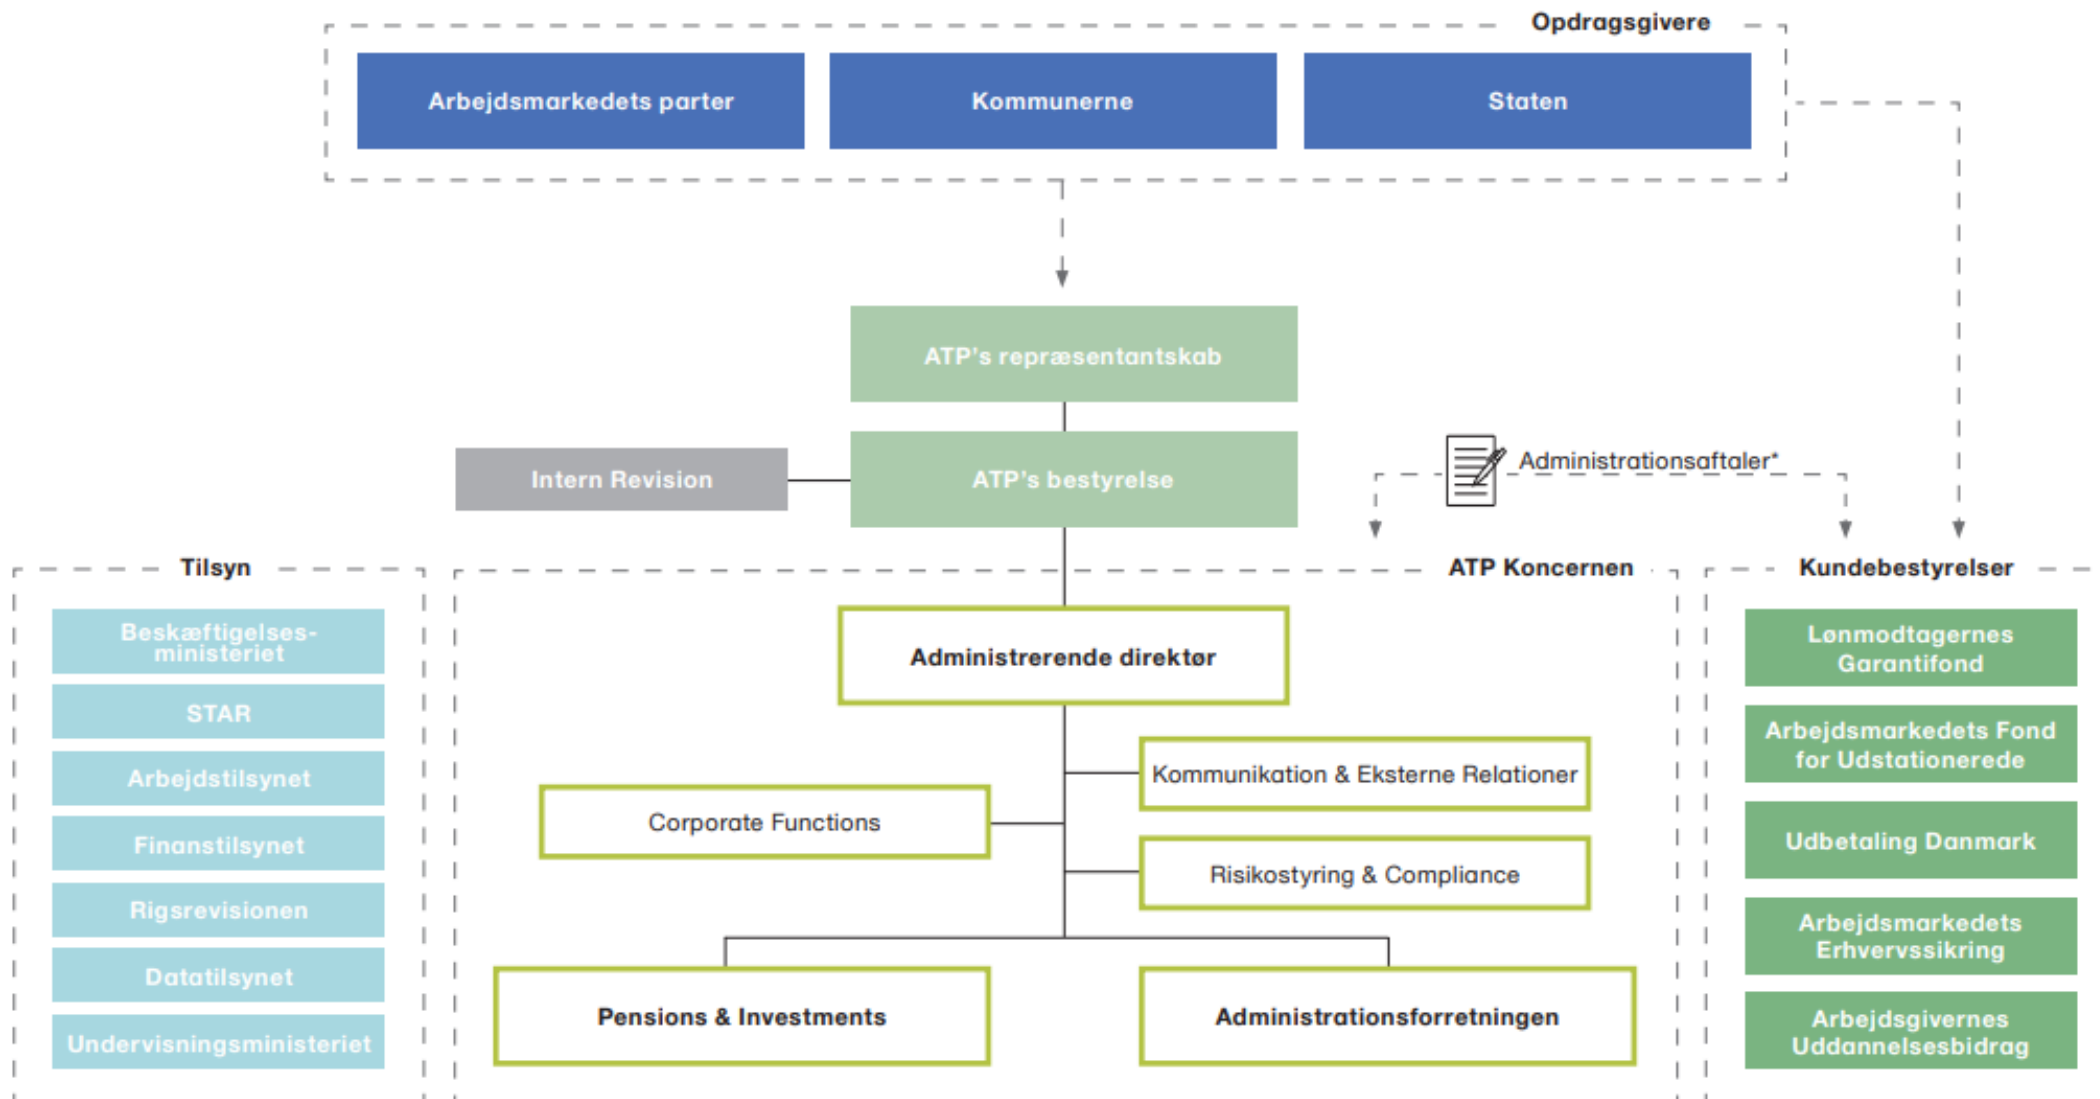 Opdragsgivere
Arbejdsmarkedets parter
Kommunerne
Staten
ATP's repræsentantskab
Intern Revision
ATP's bestyrelse
Administrationsaftaler*
Tilsyn
Beskæftigelses-
ministeriet
STAR
Arbejdstilsynet
Finanstilsynet
Rigsrevisionen
Datatilsynet
Undervisningsministeriet
ATP Koncernen
Administrerende direktør
Kommunikation & Eksterne Relationer
Corporate Functions
Risikostyring & Compliance
Pensions & Investments
Administrationsforretningen
Kundebestyrelser
Lønmodtagernes
Garantifond
Arbejdsmarkedets Fond
for Udstationerede
Udbetaling Danmark
Arbejdsmarkedets
Erhvervssikring
Arbejdsgivernes
Uddannelsesbidrag